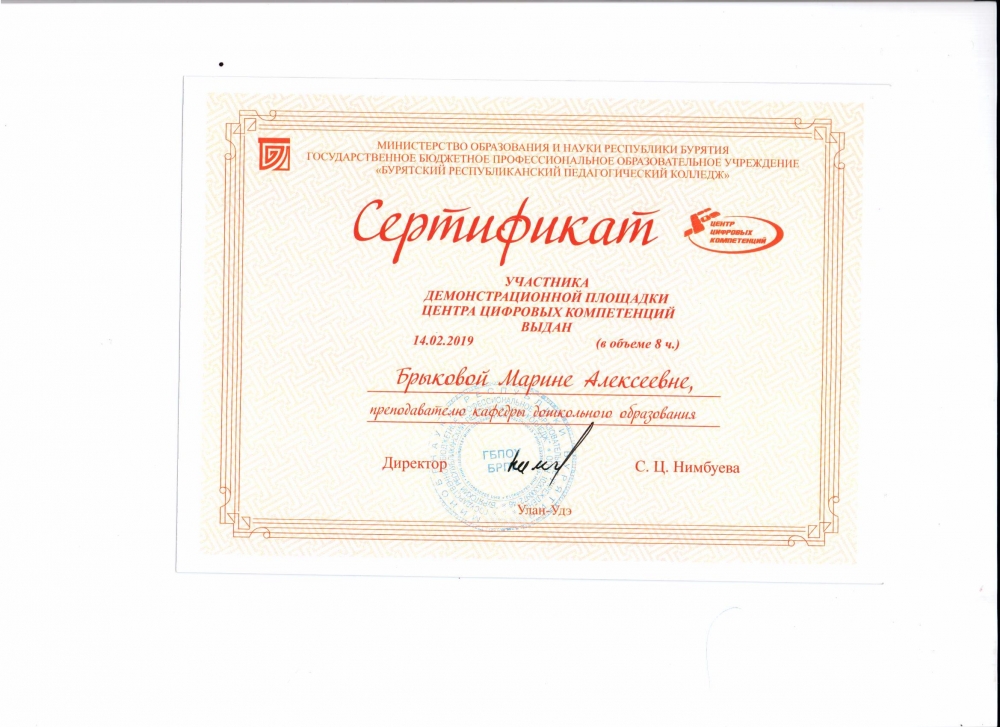 МИНИСТЕРСТВО ОБРАЗОВАНИЯ И НАУКИ РЕСПУБЛИКИ БУРЯТИЯ
ГОСУДАРСТВЕННОЕ БЮДЖЕТНОЕ ПРОФЕССИОНАЛЬНОЕ ОБРАЗОВАТЕЛЬНОЕ УЧРЕЖДЕНИЕ
«БУРЯТСКИЙ РЕСПУБЛИКАНСКИЙ ПЕДАГОГИЧЕСКИЙ КОЛЛЕДЖ»
Сертификат
ЦЕНТР
ЦИФРОВЫХ
КОМПЕТЕНЦИЙ
УЧАСТНИКА
ДЕМОНСТРАЦИОННОЙ ПЛОЩАДКИ
ЦЕНТРА ЦИФРОВЫХ КОМПЕТЕНЦИЙ
ВЫДАН
14.02.2019 (в объеме 8 ч.)
Брыковой Марине Алексеевне,
преподавателю кафедры дошкольного образования
Директор С. Ц. Нимбуева
ГБПОУ
Улан-Удэ